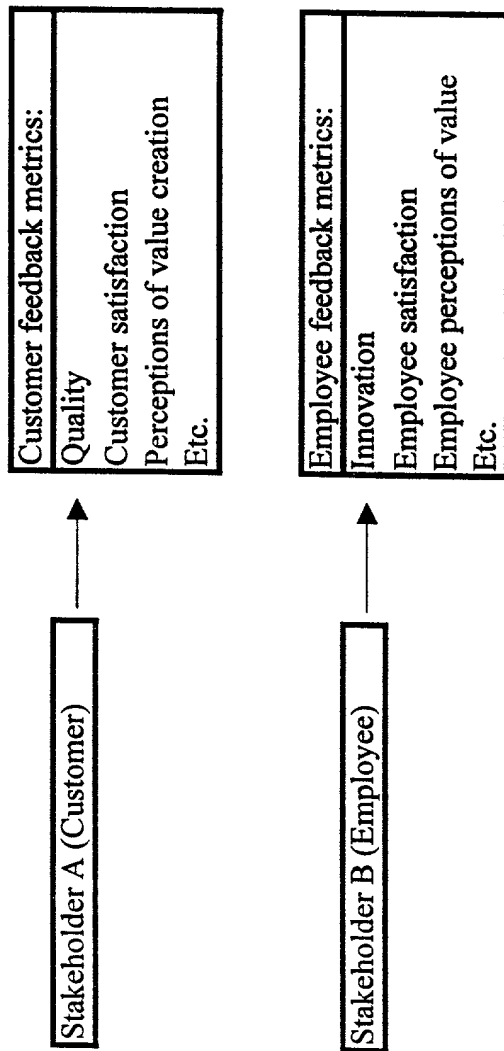 Stakeholder A (Customer)
Customer feedback metrics:
Quality
Customer satisfaction
Perceptions of value creation
Etc.
Stakeholder B (Employee)
Employee feedback metrics:
Innovation
Employee satisfaction
Employee perceptions of value
Etc.